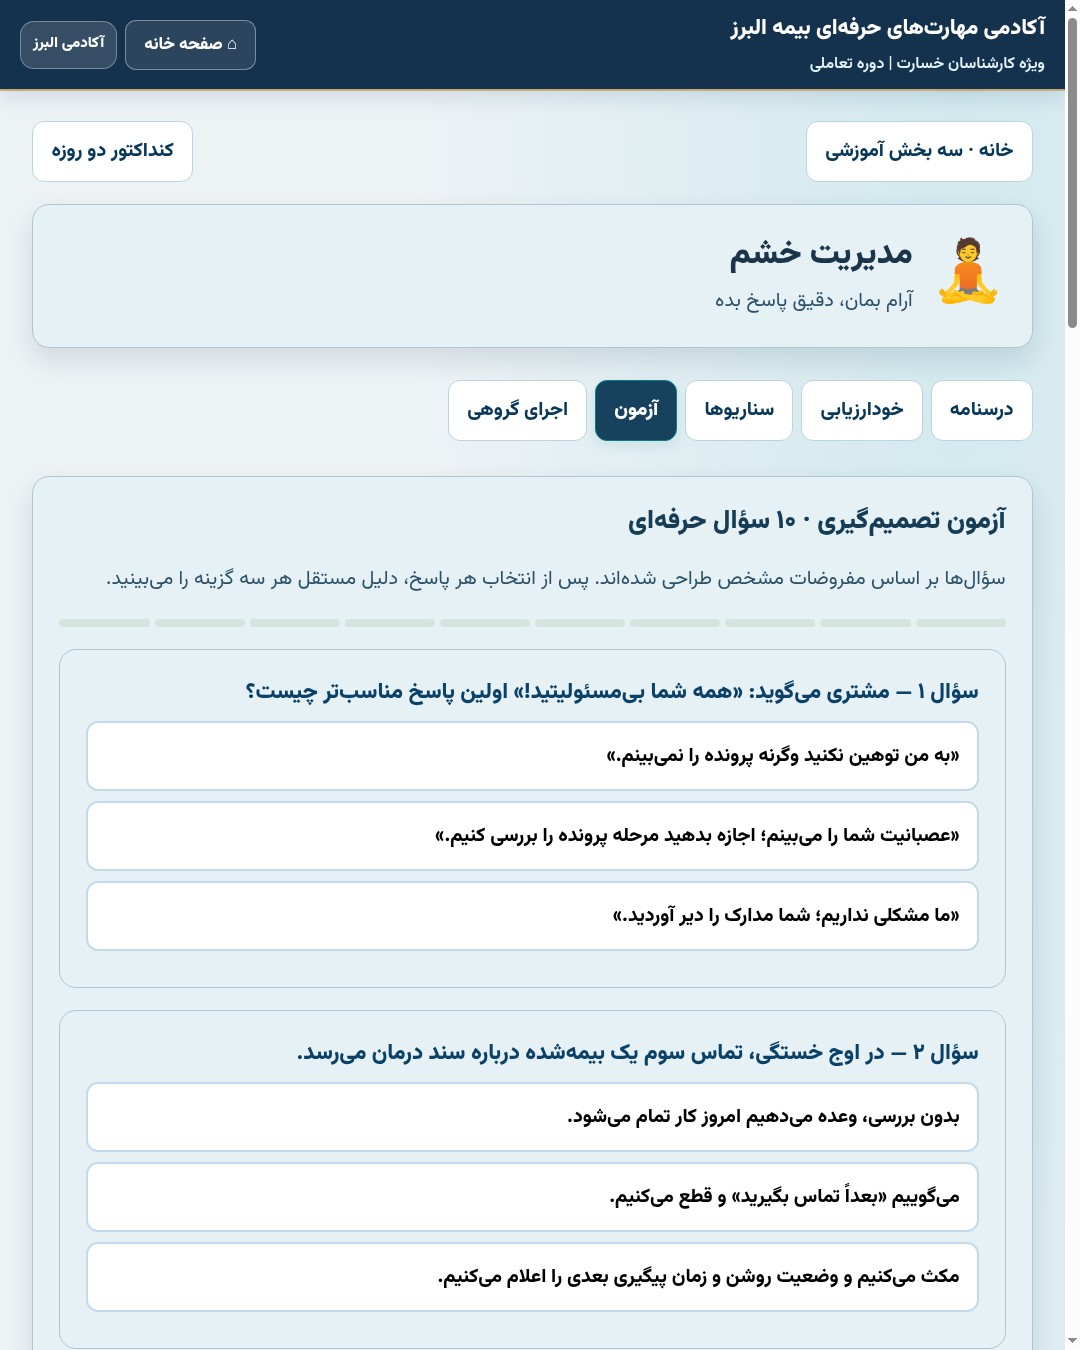 آکادمی مهارت‌های حرفه‌ای بیمه البرز
ویژه کارشناسان خسارت | دوره تعاملی
⌂ صفحه خانه
آکادمی البرز
خانه · سه بخش آموزشی
کنداکتور دو روزه
مدیریت خشم
آرام بمان، دقیق پاسخ بده
درسنامه
خودارزیابی
سناریوها
آزمون
اجرای گروهی
آزمون تصمیم‌گیری · ۱۰ سؤال حرفه‌ای
سؤال‌ها بر اساس مفروضات مشخص طراحی شده‌اند. پس از انتخاب هر پاسخ، دلیل مستقل هر سه گزینه را می‌بینید.
سؤال ۱ — مشتری می‌گوید: «همه شما بی‌مسئولیتید!» اولین پاسخ مناسب‌تر چیست؟
«به من توهین نکنید وگرنه پرونده را نمی‌بینم.»
«عصبانیت شما را می‌بینم؛ اجازه بدهید مرحله پرونده را بررسی کنیم.»
«ما مشکلی نداریم؛ شما مدارک را دیر آوردید.»
سؤال ۲ — در اوج خستگی، تماس سوم یک بیمه‌شده درباره سند درمان می‌رسد.
بدون بررسی، وعده می‌دهیم امروز کار تمام می‌شود.
می‌گوییم «بعداً تماس بگیرید» و قطع می‌کنیم.
مکث می‌کنیم و وضعیت روشن و زمان پیگیری بعدی را اعلام می‌کنیم.